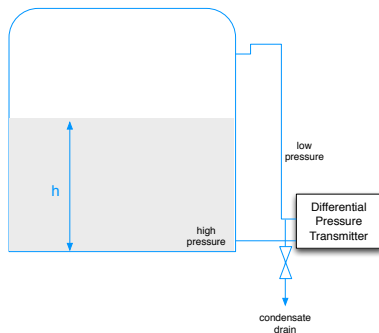 low
pressure
h
Differential
Pressure
Transmitter
high
pressure
condensate
drain